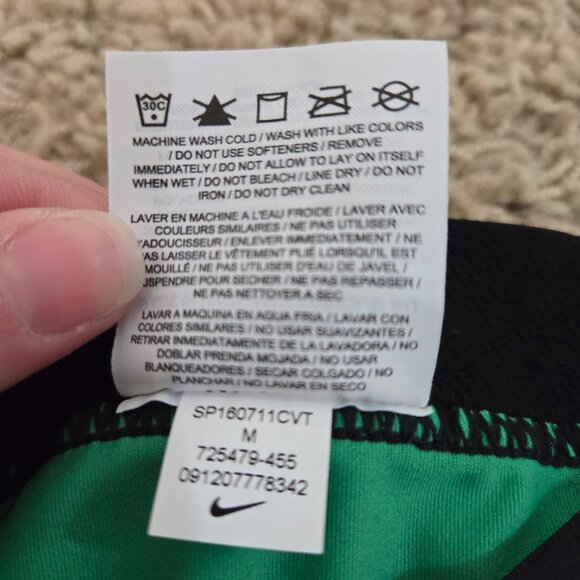 30C
MACHINE WASH COLD / WASH WITH LIKE COLORS
/ DO NOT USE SOFTENERS / REMOVE
IMMEDIATELY / DO NOT ALLOW TO LAY ON ITSELF
WHEN WET / DO NOT BLEACH / LINE DRY / DO NOT
IRON / DO NOT DRY CLEAN
LAVER EN MACHINE A L'EAU FROIDE / LAVER AVEC
COULEURS SIMILAIRES / NE PAS UTILISER
'ADOUCISSEUR / ENLEVER IMMEDIATEMENT / NE
PAS LAISSER LE VÊTEMENT PLIÉ LORSQU'IL EST
MOUILLÉ / NE PAS UTILISER D'EAU DE JAVEL /
USPENDRE POUR SECHER / NE PAS REPASSER /
NE PAS NETTOYER A SEC
LAVAR A MAQUINA EN AGUA FRIA / LAVAR CON
COLORES SIMILARES / NO USAR SUAVIZANTES /
RETIRAR INMEDIATAMENTE DE LA LAVADORA / NO
DOBLAR PRENDA MOJADA / NO USAR
BLANQUEADORES / SECAR COLGADO / NO
PLANCHAR / NO LAVAR EN SECO
SP160711CVT
M
725479-455
091207778342